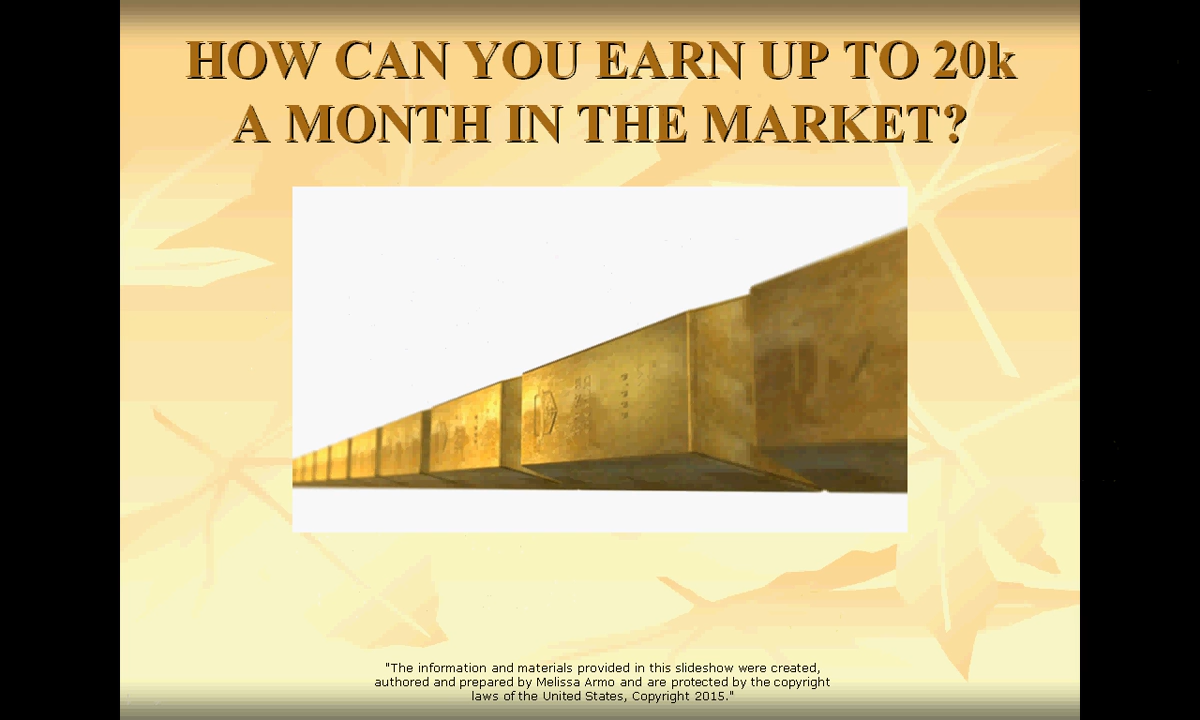 HOW CAN YOU EARN UP TO 20k
A MONTH IN THE MARKET?
"The information and materials provided in this slideshow were created,
authored and prepared by Melissa Armo and are protected by the copyright
laws of the United States, Copyright 2015."